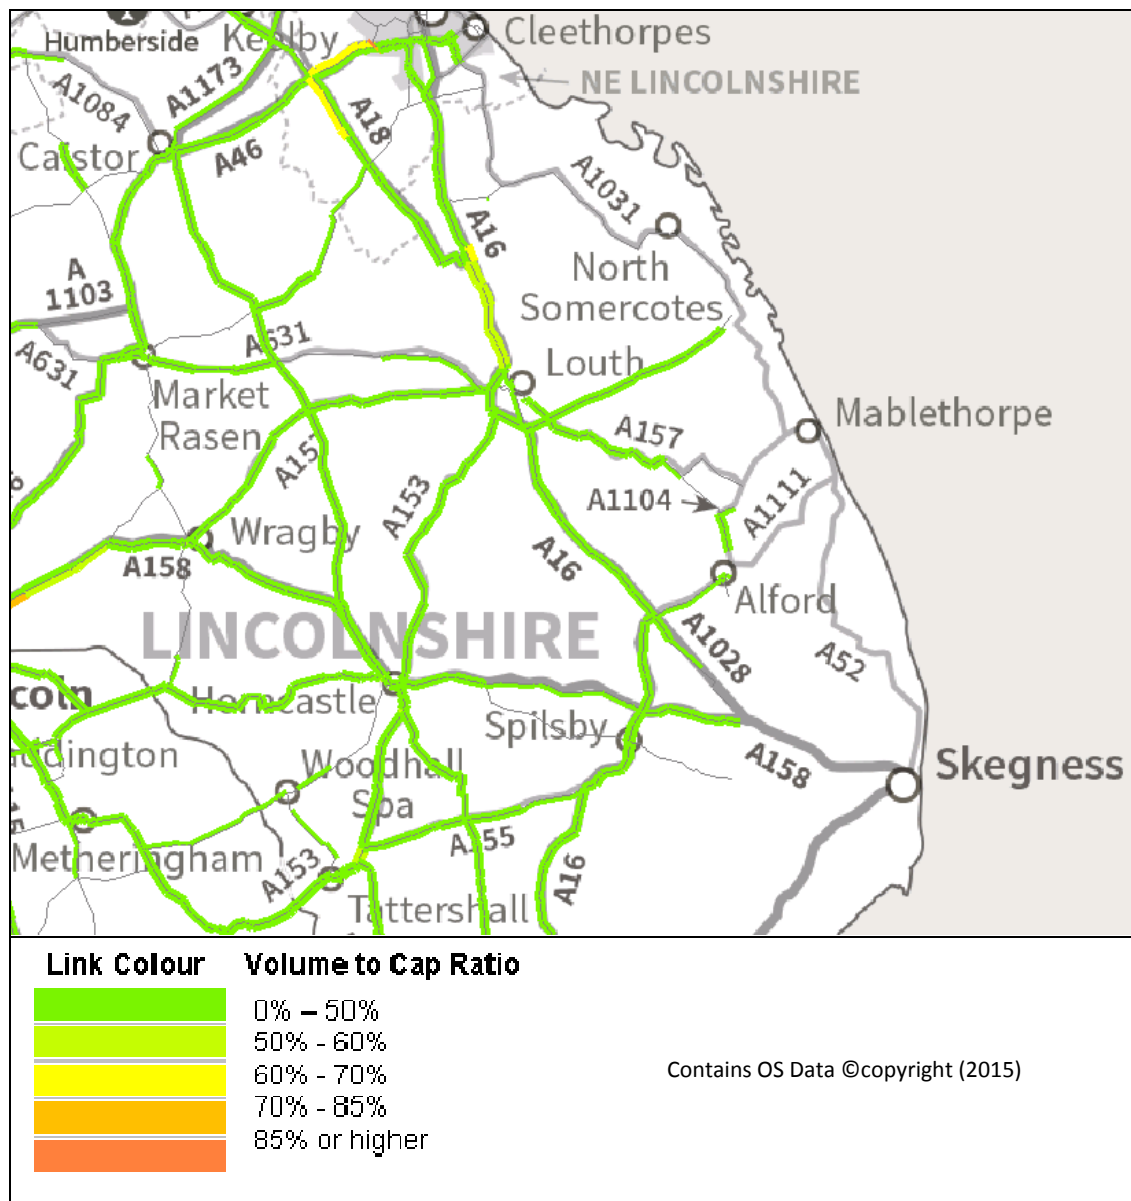 Cleethorpes
Humberside
Keelby
NE LINCOLNSHIRE
A1084
A1173
A18
Caistor
A46
A1031
A16
A
1103
North
Somercotes
A631
A631
Louth
Market
Rasen
Mablethorpe
A157
A153
A1104
A1111
Wragby
A16
A158
Alford
LINCOLNSHIRE
A1028
A52
coln
Horncastle
Spilsby
ddington
Woodhall
Spa
A158
Skegness
15
Metheringham
A153
A155
A16
Tattershall
Link Colour
Volume to Cap Ratio
0% – 50%
50% - 60%
60% - 70%
70% - 85%
85% or higher
Contains OS Data ©copyright (2015)